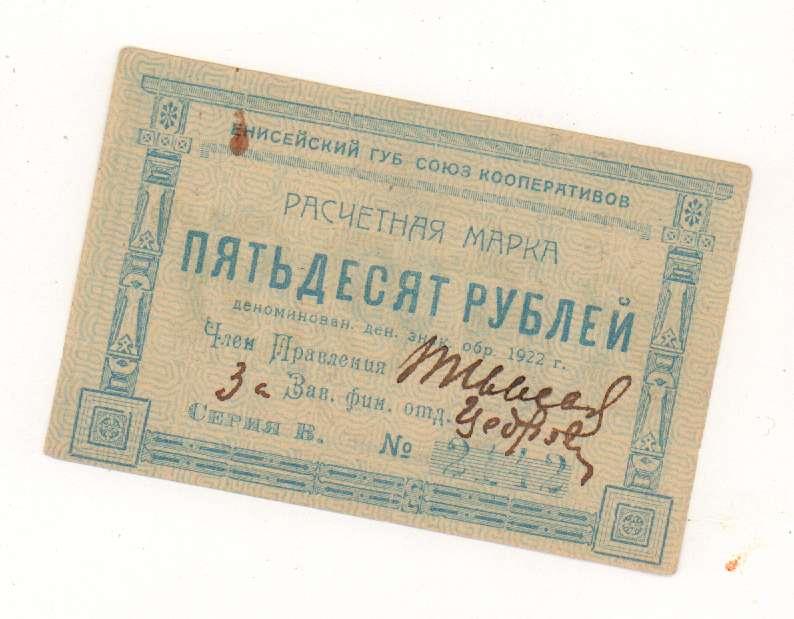 ЕНИСЕЙСКИЙ ГУБ СОЮЗ КООПЕРАТИВОВ
РАСЧЕТНАЯ МАРКА
ПЯТЬДЕСЯТ РУБЛЕЙ
деноминован. ден. знак. обр. 1922 г.
Член Правления
За Зав. фин. отд.
Серия В. № 2112